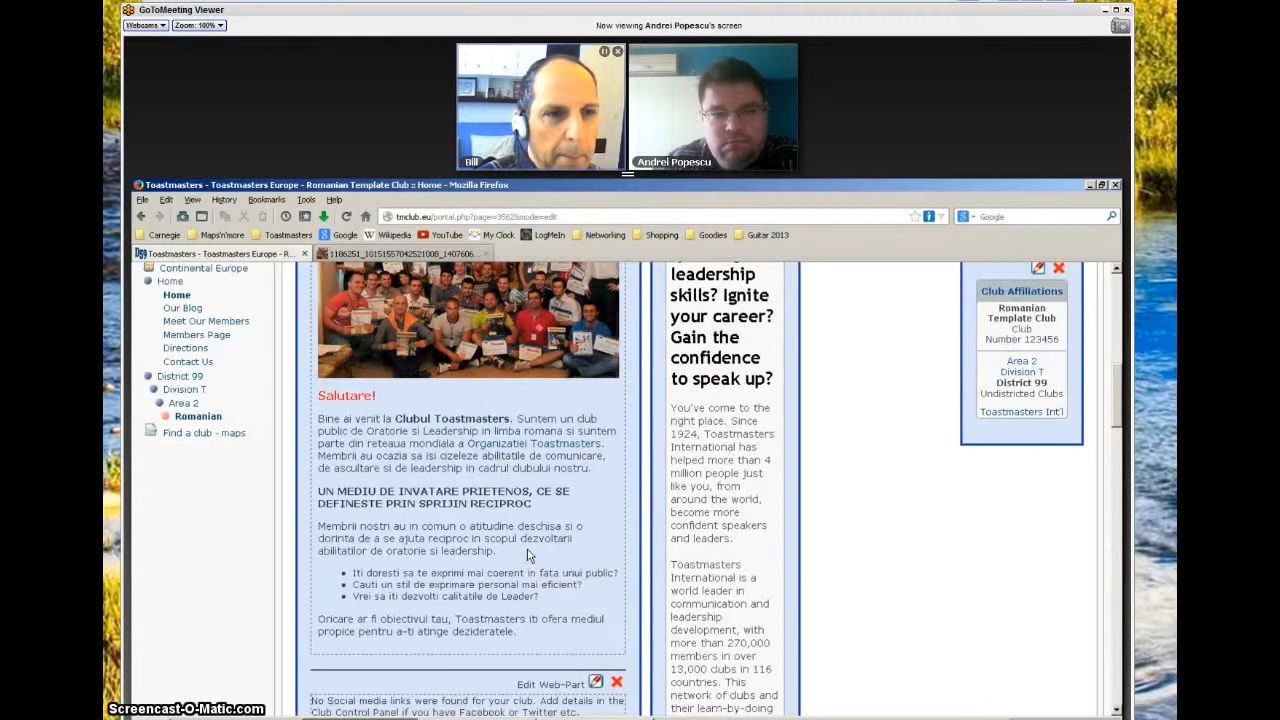 GoToMeeting Viewer
Webcams Zoom: 100% Now viewing Andrei Popescu's screen
Bill Andrei Popescu
Toastmasters - Toastmasters Europe - Romanian Template Club :: Home - Mozilla Firefox
File Edit View History Bookmarks Tools Help
tmclub.eu/portal.php?page=3562&mode=edit Google
Carnegie Maps'n'more Toastmasters Google Wikipedia YouTube My Clock LogMeIn Networking Shopping Goodies Guitar 2013
D59 Toastmasters - Toastmasters Europe - R... 1186251_10151557042521008_1407606...
Continental Europe
Home
Home
Our Blog
Meet Our Members
Members Page
Directions
Contact Us
District 99
Division T
Area 2
Romanian
Find a club - maps
Salutare!
Bine ai venit la Clubul Toastmasters. Suntem un club
public de Oratorie si Leadership in limba romana si suntem
parte din reteaua mondiala a Organizatiei Toastmasters.
Membrii au ocazia sa isi cizeleze abilitatile de comunicare,
de ascultare si de leadership in cadrul clubului nostru.
UN MEDIU DE INVATARE PRIETENOS, CE SE
DEFINESTE PRIN SPRIJIN RECIPROC
Membrii nostri au in comun o atitudine deschisa si o
dorinta de a se ajuta reciproc in scopul dezvoltarii
abilitatilor de oratorie si leadership.
Iti doresti sa te exprimi mai coerent in fata unui public?
Cauti un stil de exprimare personal mai eficient?
Vrei sa iti dezvolti calitatile de Leader?
Oricare ar fi obiectivul tau, Toastmasters iti ofera mediul
propice pentru a-ti atinge dezideratele.
Edit Web-Part
No Social media links were found for your club. Add details in the
Club Control Panel if you have Facebook or Twitter etc.
leadership
skills? Ignite
your career?
Gain the
confidence
to speak up?
You've come to the
right place. Since
1924, Toastmasters
International has
helped more than 4
million people just
like you, from
around the world,
become more
confident speakers
and leaders.
Toastmasters
International is a
world leader in
communication and
leadership
development, with
more than 270,000
members in over
13,000 clubs in 116
countries. This
network of clubs and
their learn-by-doing
Club Affiliations
Romanian
Template Club
Club
Number 123456
Area 2
Division T
District 99
Undistricted Clubs
Toastmasters Int'l
Screencast-O-Matic.com